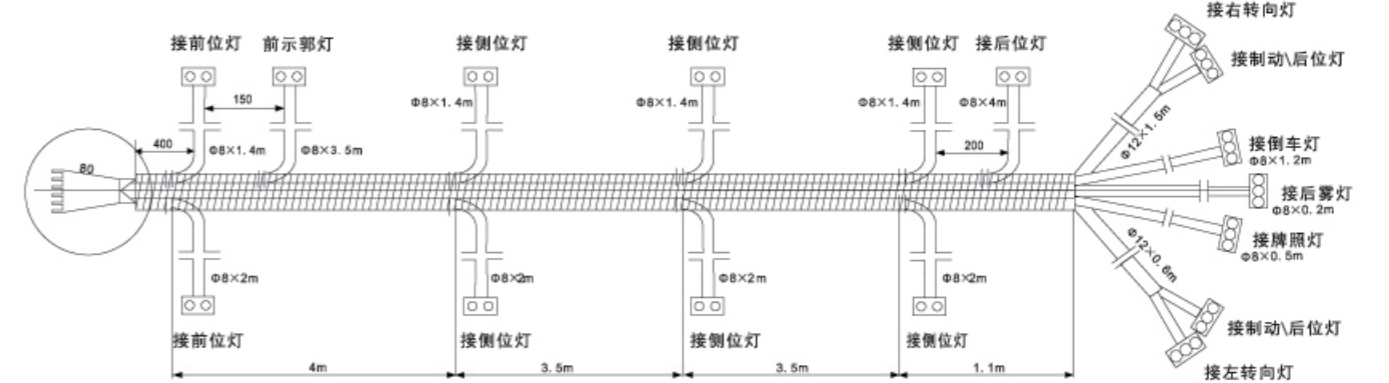 接右转向灯
接前位灯
前示郭灯
接侧位灯
接侧位灯
接侧位灯
接后位灯
接制动\后位灯
150
Φ8×1.4m
Φ8×1.4m
Φ8×1.4m
Φ8×4m
Φ12×1.5m
400
Φ8×1.4m
Φ8×3.5m
200
接倒车灯
Φ8×1.2m
80
接后雾灯
Φ8×0.2m
接牌照灯
Φ8×0.5m
Φ12×0.6m
Φ8×2m
Φ8×2m
Φ8×2m
Φ8×2m
接前位灯
接侧位灯
接侧位灯
接侧位灯
接制动\后位灯
4m
3.5m
3.5m
1.1m
接左转向灯